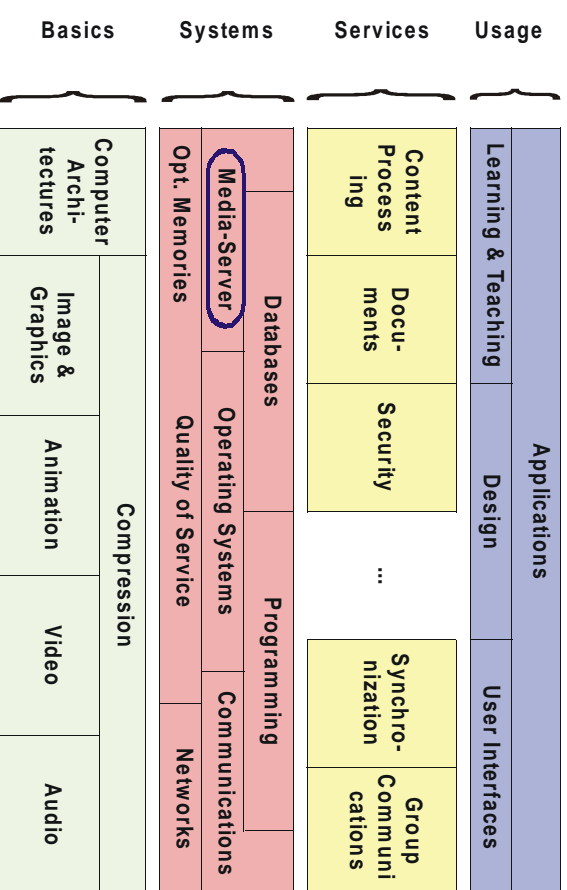 Basics
Systems
Services
Usage
Computer
Archi-
tectures
Image &
Graphics
Animation
Video
Audio
Compression
Opt. Memories
Quality of Service
Networks
Media-Server
Operating Systems
Communications
Databases
Programming
Content
Process
ing
Docu-
ments
Security
...
Synchro-
nization
Group
Communi
cations
Learning & Teaching
Design
User Interfaces
Applications